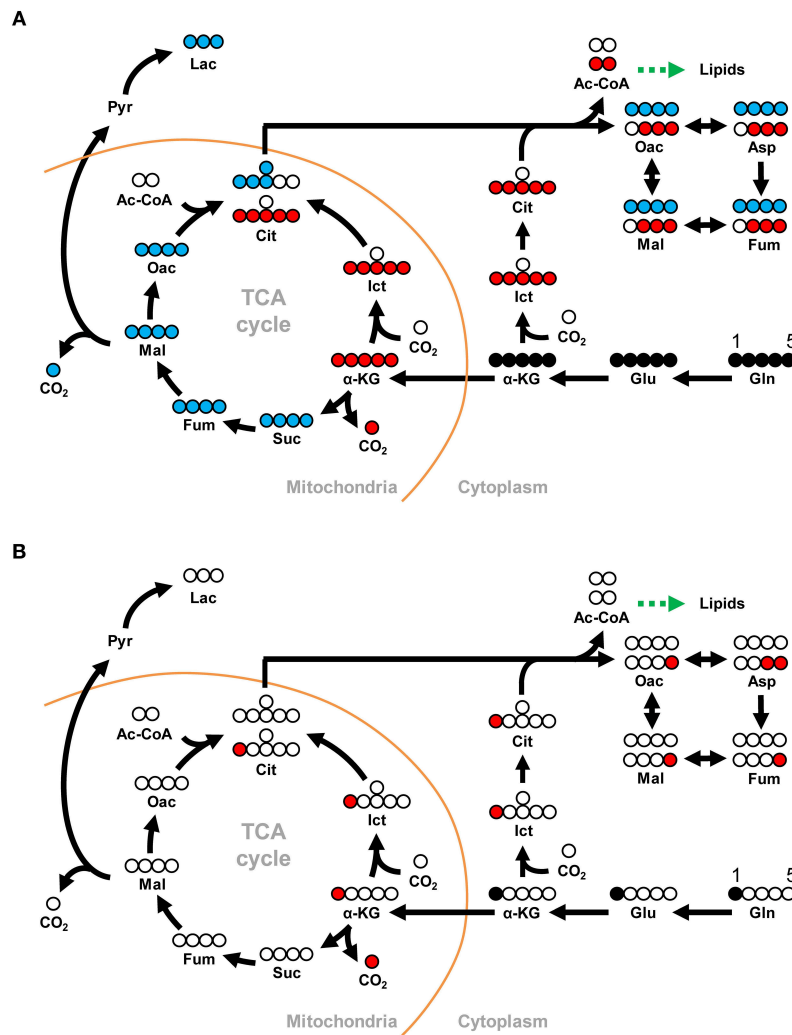 A
Lac
Pyr
Ac-CoA
Lipids
Oac
Asp
Mal
Fum
Ac-CoA
Cit
Cit
Oac
Ict
Ict
TCA
cycle
Mal
CO₂
CO₂
CO₂
α-KG
α-KG
Glu
Gln
1
5
Fum
Suc
CO₂
Mitochondria
Cytoplasm
B
Lac
Pyr
Ac-CoA
Lipids
Oac
Asp
Mal
Fum
Ac-CoA
Cit
Cit
Oac
Ict
Ict
TCA
cycle
Mal
CO₂
CO₂
CO₂
α-KG
α-KG
Glu
Gln
1
5
Fum
Suc
CO₂
Mitochondria
Cytoplasm